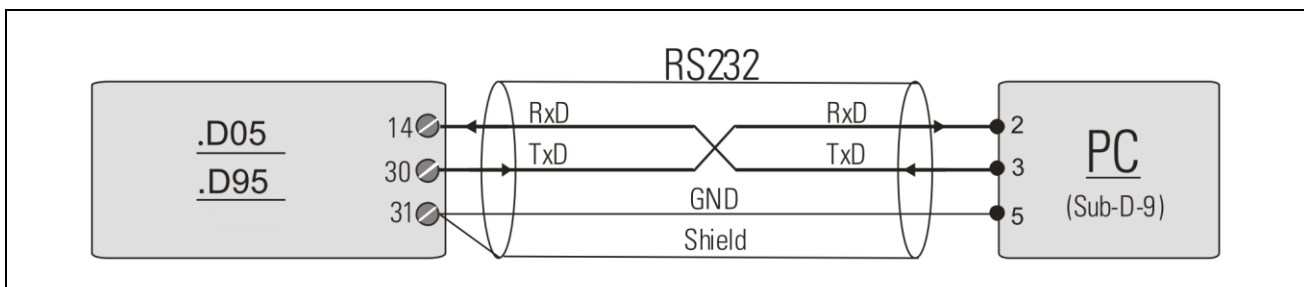 RS232
.D05
.D95
14 RxD RxD 2
30 TxD TxD 3
31 GND 5
Shield
PC
(Sub-D-9)